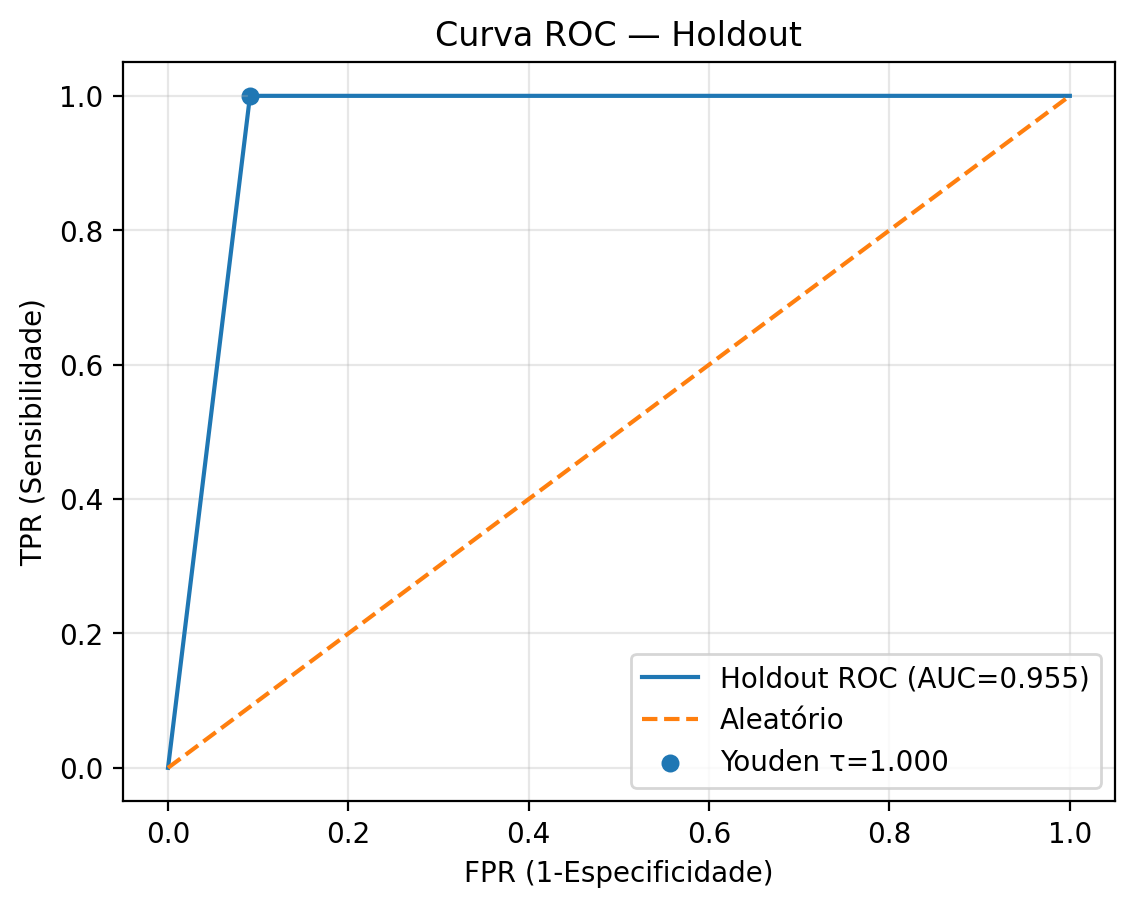 Curva ROC — Holdout
TPR (Sensibilidade)
1.0
0.8
0.6
0.4
0.2
0.0
Holdout ROC (AUC=0.955)
Aleatório
Youden τ=1.000
0.0 0.2 0.4 0.6 0.8 1.0
FPR (1-Especificidade)